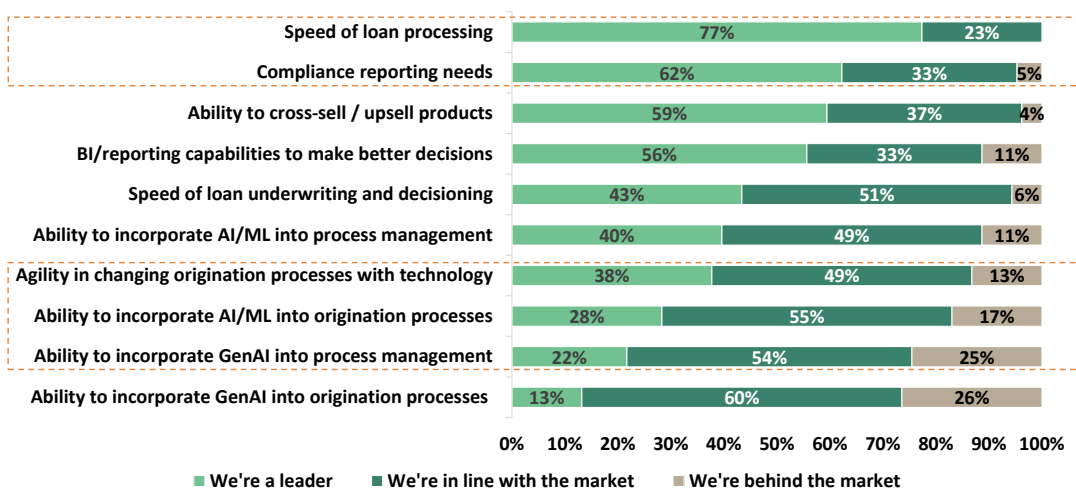 Speed of loan processing 77% 23%
Compliance reporting needs 62% 33% 5%
Ability to cross-sell / upsell products 59% 37% 4%
BI/reporting capabilities to make better decisions 56% 33% 11%
Speed of loan underwriting and decisioning 43% 51% 6%
Ability to incorporate AI/ML into process management 40% 49% 11%
Agility in changing origination processes with technology 38% 49% 13%
Ability to incorporate AI/ML into origination processes 28% 55% 17%
Ability to incorporate GenAI into process management 22% 54% 25%
Ability to incorporate GenAI into origination processes 13% 60% 26%
0% 10% 20% 30% 40% 50% 60% 70% 80% 90% 100%
We're a leader We're in line with the market We're behind the market